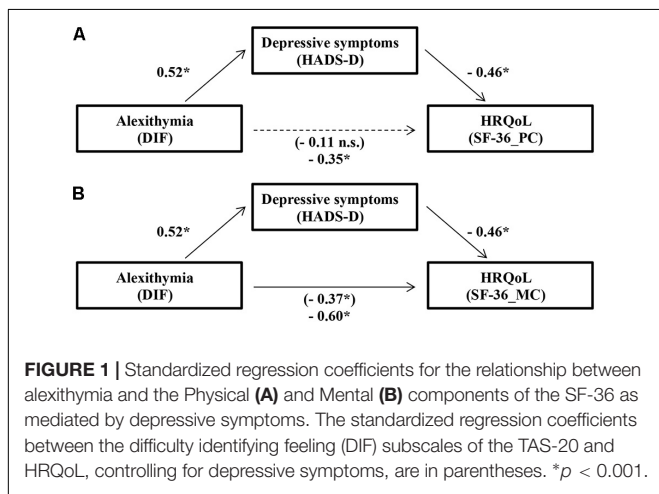 A
Depressive symptoms
(HADS-D)
0.52*
- 0.46*
Alexithymia
(DIF)
(- 0.11 n.s.)
- 0.35*
HRQoL
(SF-36_PC)
B
Depressive symptoms
(HADS-D)
0.52*
- 0.46*
Alexithymia
(DIF)
(- 0.37*)
- 0.60*
HRQoL
(SF-36_MC)
FIGURE 1 | Standardized regression coefficients for the relationship between
alexithymia and the Physical (A) and Mental (B) components of the SF-36 as
mediated by depressive symptoms. The standardized regression coefficients
between the difficulty identifying feeling (DIF) subscales of the TAS-20 and
HRQoL, controlling for depressive symptoms, are in parentheses. *p < 0.001.